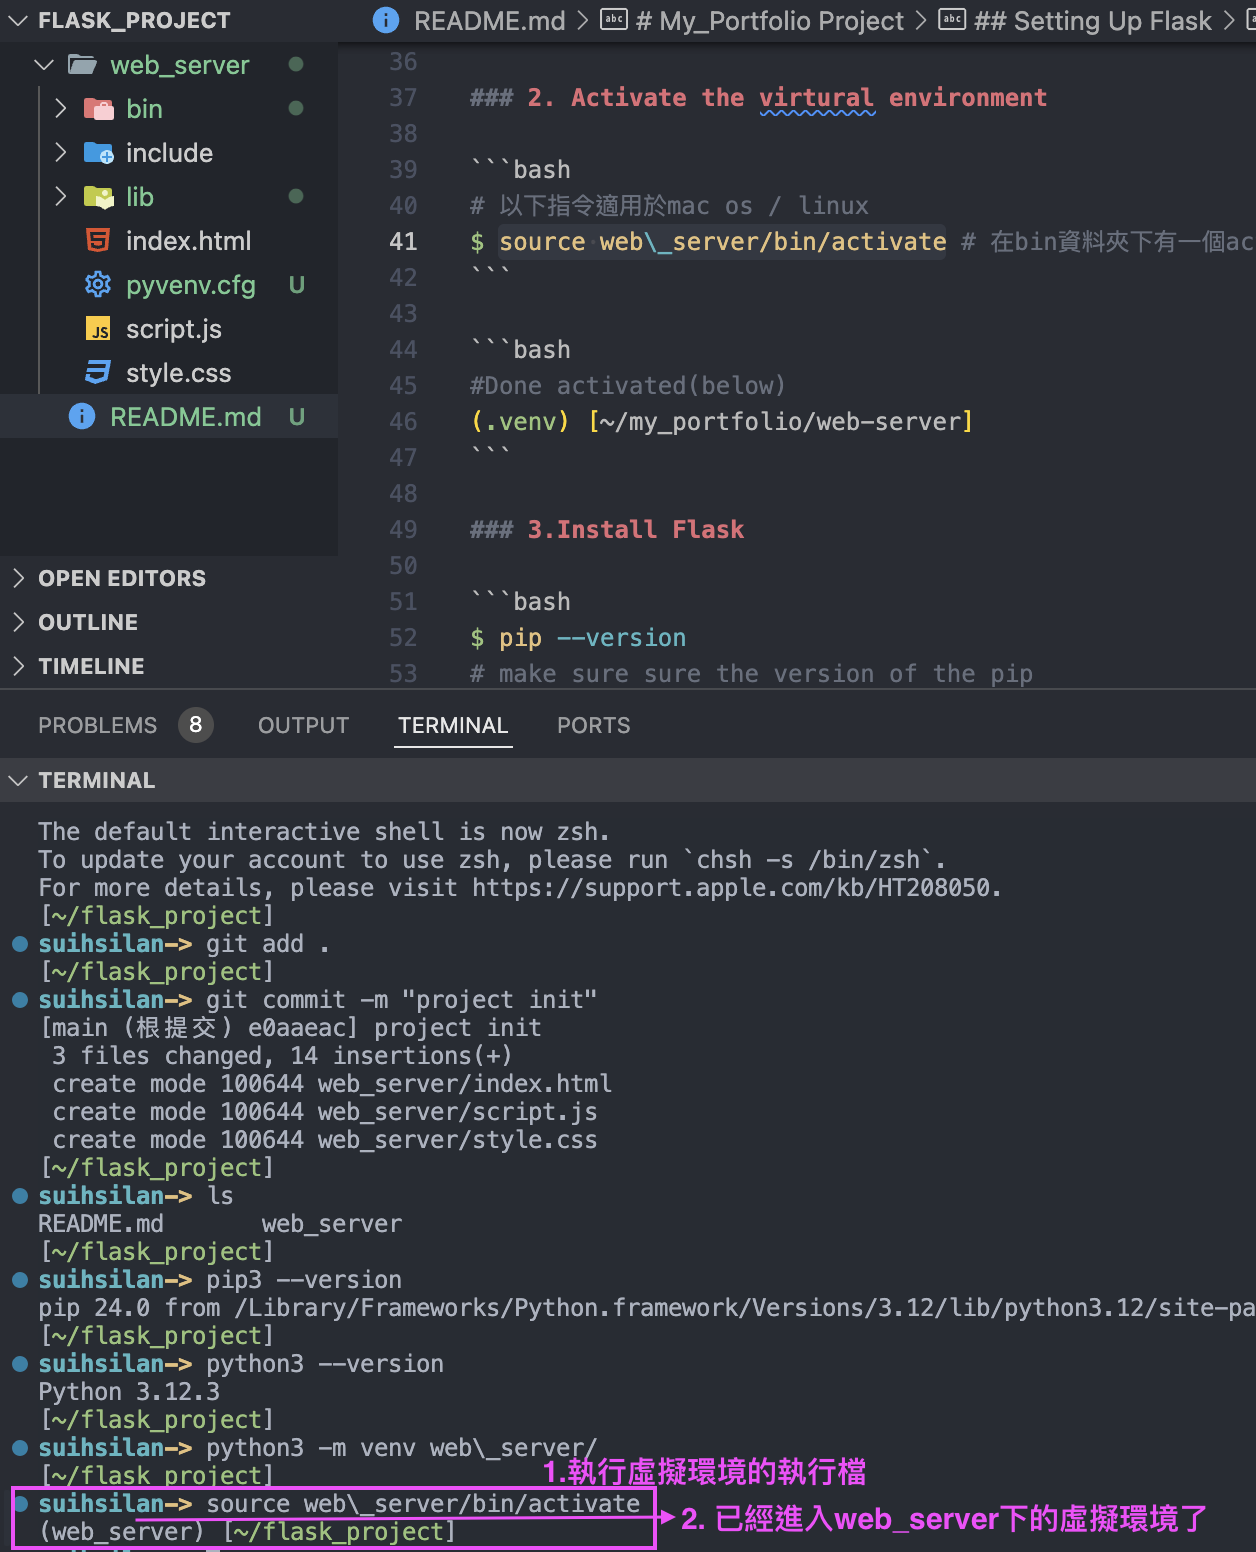 FLASK_PROJECT
web_server
bin
include
lib
index.html
pyvenv.cfg U
script.js
style.css
README.md U
OPEN EDITORS
OUTLINE
TIMELINE
README.md > # My_Portfolio Project > ## Setting Up Flask >
36
37 ### 2. Activate the virtural environment
38
39 ```bash
40 # 以下指令適用於mac os / linux
41 $ source web\_server/bin/activate # 在bin資料夾下有一個ac
42 ```
43
44 ```bash
45 #Done activated(below)
46 (.venv) [~/my_portfolio/web-server]
47 ```
48
49 ### 3.Install Flask
50
51 ```bash
52 $ pip --version
53 # make sure sure the version of the pip
PROBLEMS 8 OUTPUT TERMINAL PORTS
TERMINAL
The default interactive shell is now zsh.
To update your account to use zsh, please run `chsh -s /bin/zsh`.
For more details, please visit https://support.apple.com/kb/HT208050.
[~/flask_project]
suihsilan—> git add .
[~/flask_project]
suihsilan—> git commit -m "project init"
[main (根提交) e0aaeac] project init
3 files changed, 14 insertions(+)
create mode 100644 web_server/index.html
create mode 100644 web_server/script.js
create mode 100644 web_server/style.css
[~/flask_project]
suihsilan—> ls
README.md web_server
[~/flask_project]
suihsilan—> pip3 --version
pip 24.0 from /Library/Frameworks/Python.framework/Versions/3.12/lib/python3.12/site-pa
[~/flask_project]
suihsilan—> python3 --version
Python 3.12.3
[~/flask_project]
suihsilan—> python3 -m venv web\_server/
[~/flask_project]
1.執行虛擬環境的執行檔
suihsilan—> source web\_server/bin/activate
(web_server) [~/flask_project]
2. 已經進入web_server下的虛擬環境了